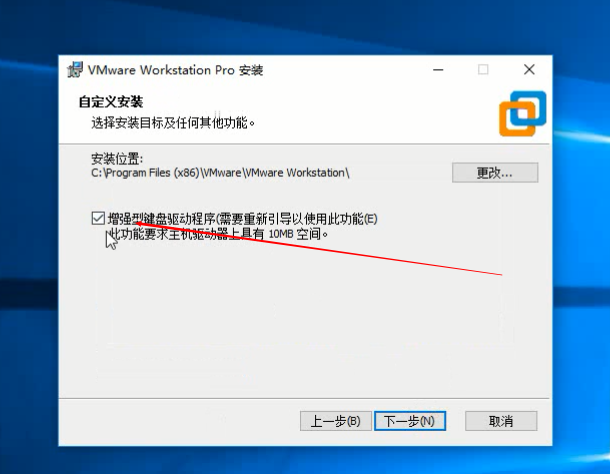 VMware Workstation Pro 安装
自定义安装
选择安装目标及任何其他功能。
安装位置:
C:\Program Files (x86)\VMware\VMware Workstation\
更改...
增强型键盘驱动程序(需要重新引导以使用此功能(E)
此功能要求主机驱动器上具有 10MB 空间。
上一步(B)
下一步(N)
取消